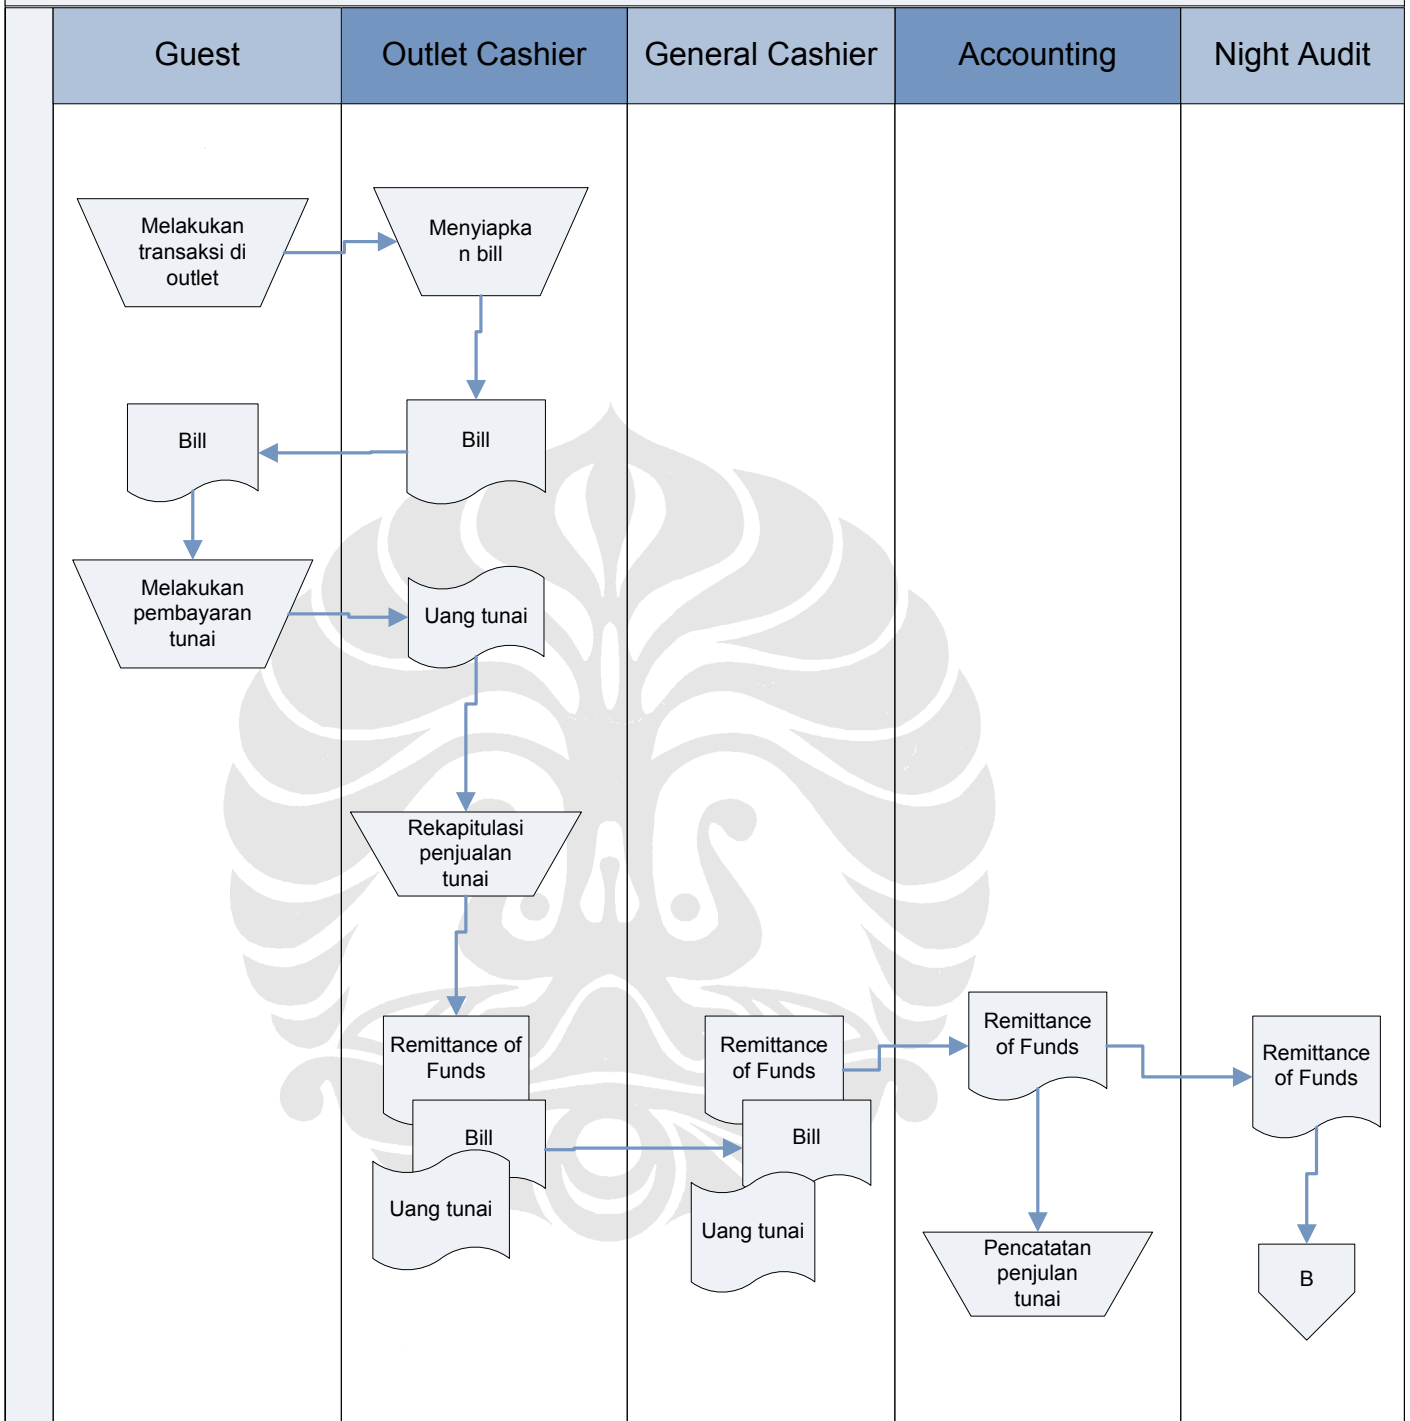 Guest
Outlet Cashier
General Cashier
Accounting
Night Audit
Melakukan
transaksi di
outlet
Menyiapka
n bill
Bill
Bill
Melakukan
pembayaran
tunai
Uang tunai
Rekapitulasi
penjualan
tunai
Remittance of
Funds
Bill
Uang tunai
Remittance
of Funds
Bill
Uang tunai
Remittance
of Funds
Pencatatan
penjulan
tunai
Remittance
of Funds
B